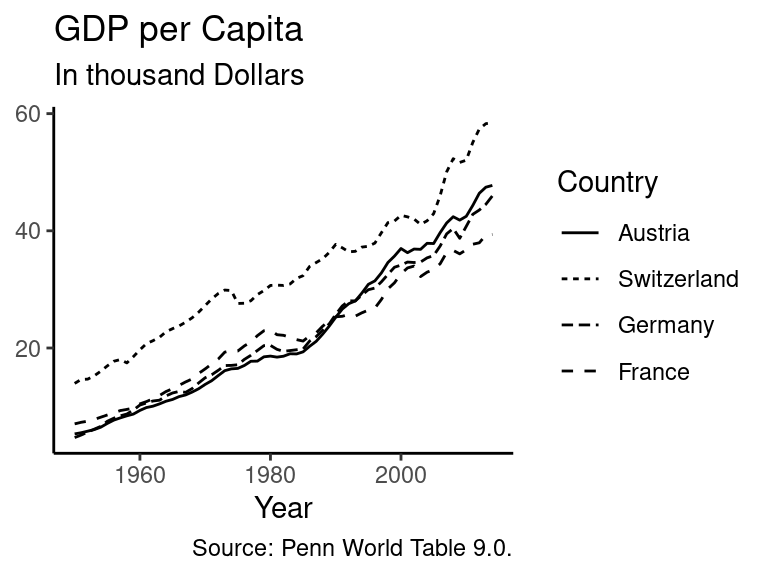 GDP per Capita
In thousand Dollars
60
40
20
1960 1980 2000
Year
Country
Austria
Switzerland
Germany
France
Source: Penn World Table 9.0.